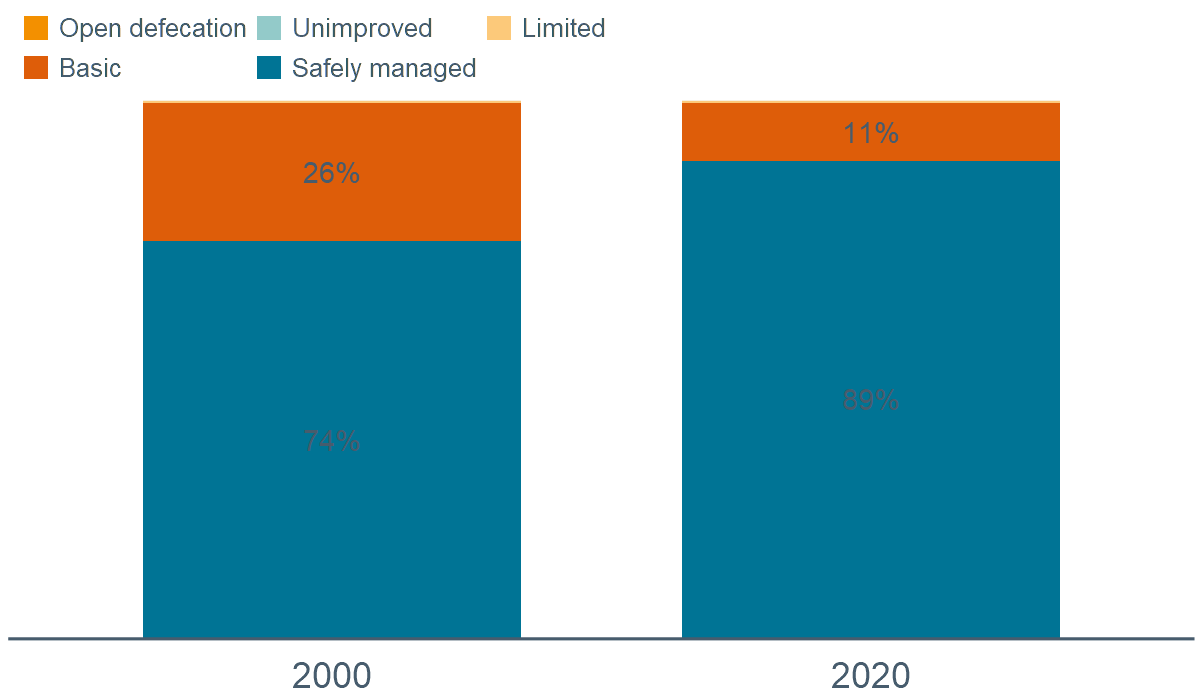 Open defecation Unimproved Limited
Basic Safely managed
26% 11%
74% 89%
2000 2020